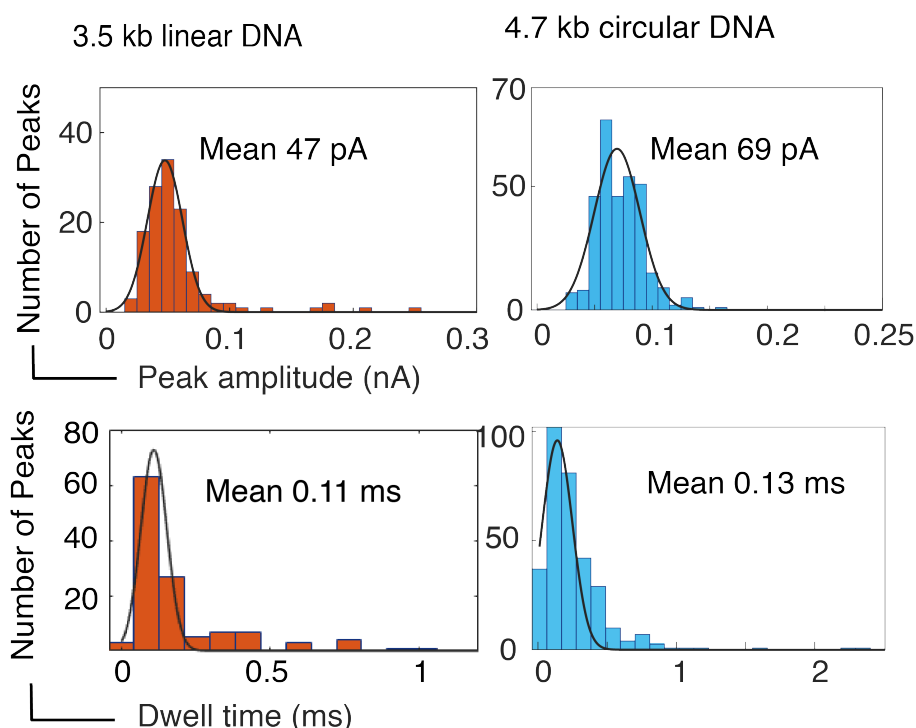 3.5 kb linear DNA
4.7 kb circular DNA
Number of Peaks
40
20
0
Mean 47 pA
0
0.1
0.2
0.3
Peak amplitude (nA)
70
50
0
Mean 69 pA
0
0.1
0.2
0.25
Number of Peaks
80
60
40
20
Mean 0.11 ms
0
0.5
1
Dwell time (ms)
100
50
0
Mean 0.13 ms
0
1
2